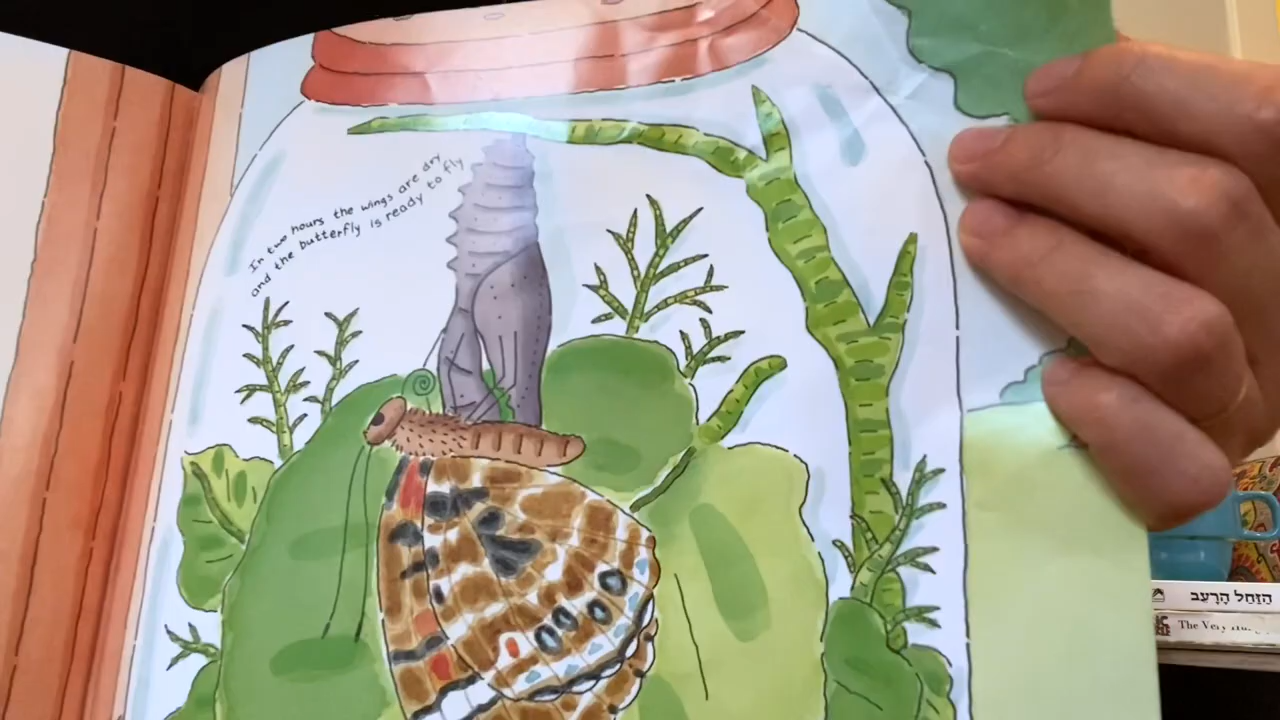 In two hours the wings are dry
and the butterfly is ready to fly
הַזַּחַל הָרָעֵב
The Very